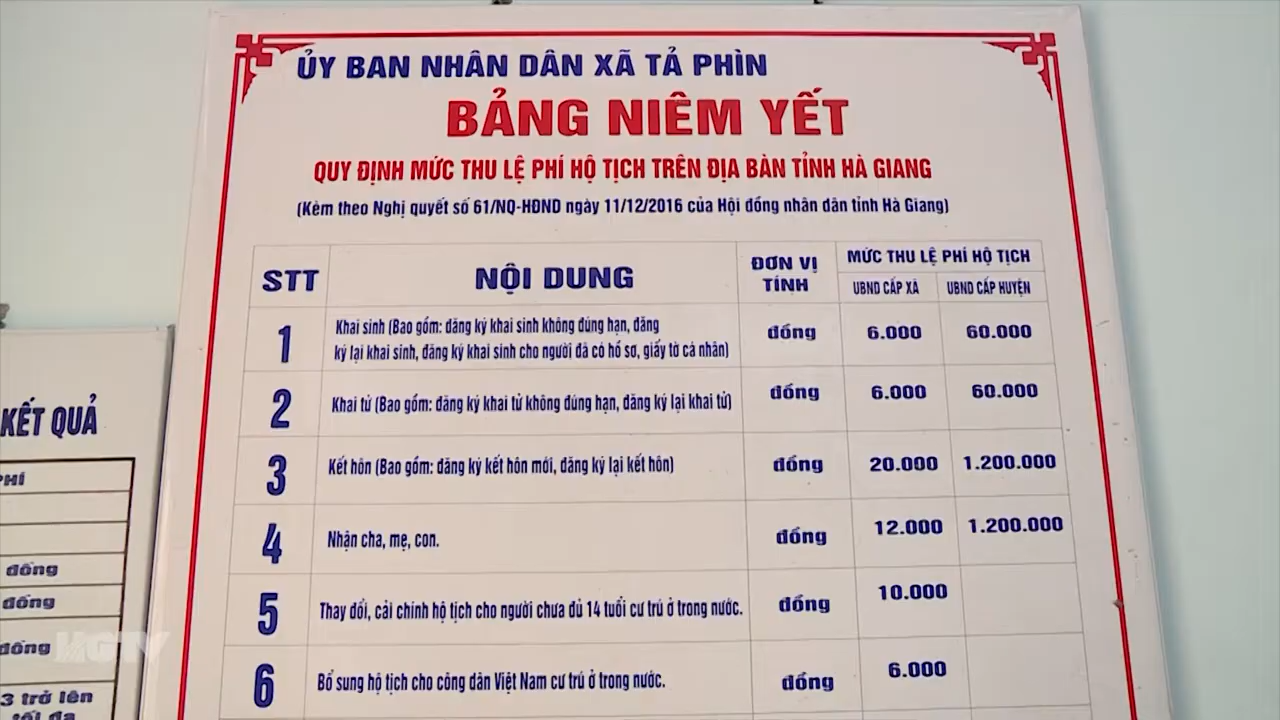 ỦY BAN NHÂN DÂN XÃ TẢ PHÌN
BẢNG NIÊM YẾT
QUY ĐỊNH MỨC THU LỆ PHÍ HỘ TỊCH TRÊN ĐỊA BÀN TỈNH HÀ GIANG
(Kèm theo Nghị quyết số 61/NQ-HĐND ngày 11/12/2016 của Hội đồng nhân dân tỉnh Hà Giang)
STT NỘI DUNG ĐƠN VỊ TÍNH MỨC THU LỆ PHÍ HỘ TỊCH
UBND CẤP XÃ UBND CẤP HUYỆN
1 Khai sinh (Bao gồm: đăng ký khai sinh không đúng hạn, đăng
ký lại khai sinh, đăng ký khai sinh cho người đã có hồ sơ, giấy tờ cá nhân) đồng 6.000 60.000
2 Khai tử (Bao gồm: đăng ký khai tử không đúng hạn, đăng ký lại khai tử) đồng 6.000 60.000
3 Kết hôn (Bao gồm: đăng ký kết hôn mới, đăng ký lại kết hôn) đồng 20.000 1.200.000
4 Nhận cha, mẹ, con. đồng 12.000 1.200.000
5 Thay đổi, cải chính hộ tịch cho người chưa đủ 14 tuổi cư trú ở trong nước. đồng 10.000
6 Bổ sung hộ tịch cho công dân Việt Nam cư trú ở trong nước. đồng 6.000
KẾT QUẢ
PHÍ
đồng
đồng
đồng
3 trở lên
tối đa
HGTV